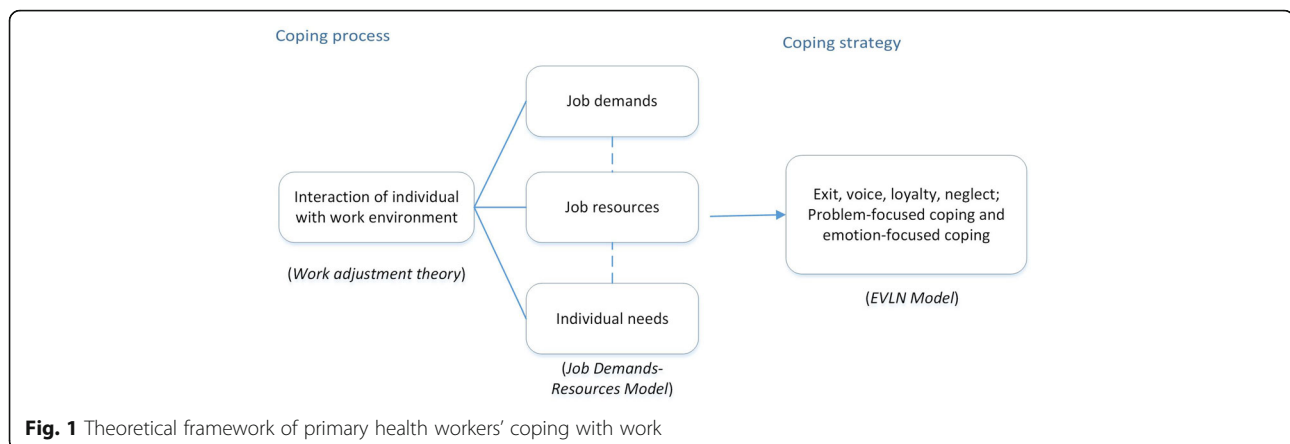 Coping process
Coping strategy
Job demands
Interaction of individual
with work environment
(Work adjustment theory)
Job resources
Individual needs
(Job Demands-
Resources Model)
Exit, voice, loyalty, neglect;
Problem-focused coping and
emotion-focused coping
(EVLN Model)
Fig. 1 Theoretical framework of primary health workers' coping with work